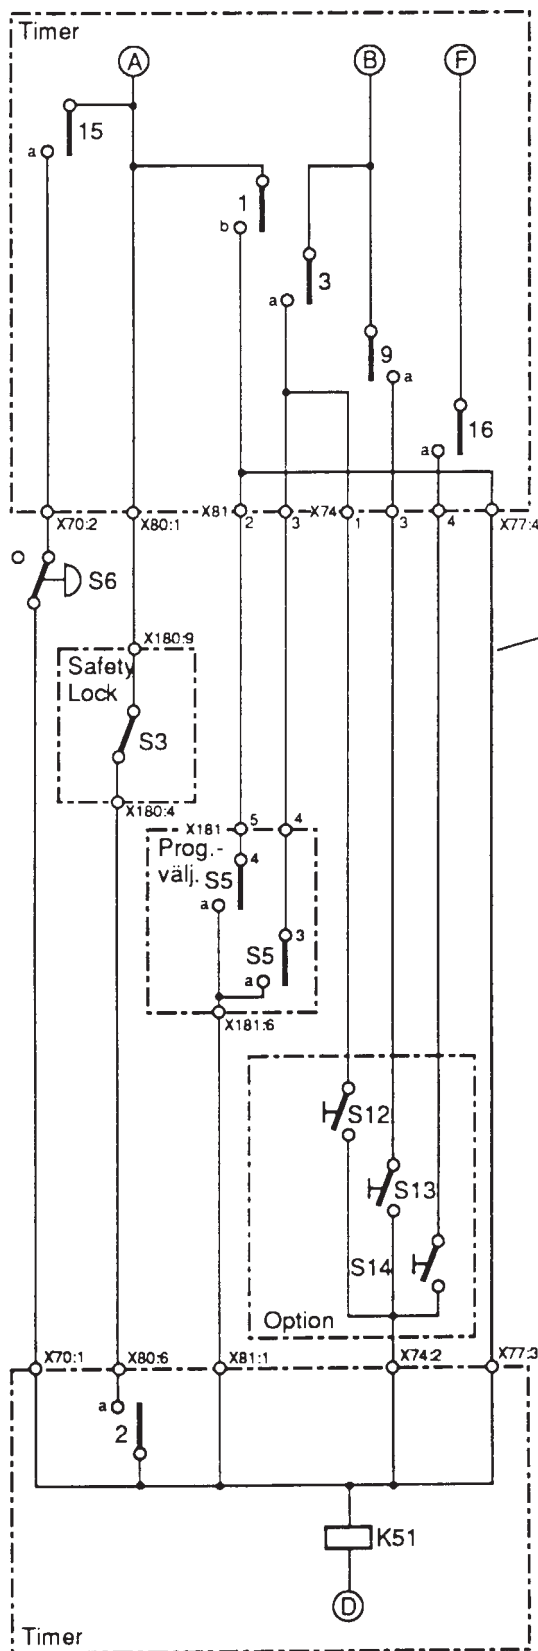 Timer
A
B
F
15
a
1
b
3
a
9
a
16
a
X70:2
X80:1
X81
2
3
X74
1
3
4
X77:4
S6
X180:9
Safety
Lock
S3
X180:4
X181
5
4
Prog.-
välj.
4
S5
a
3
S5
a
X181:6
S12
S13
S14
Option
X70:1
X80:6
X81:1
X74:2
X77:3
a
2
K51
D
Timer